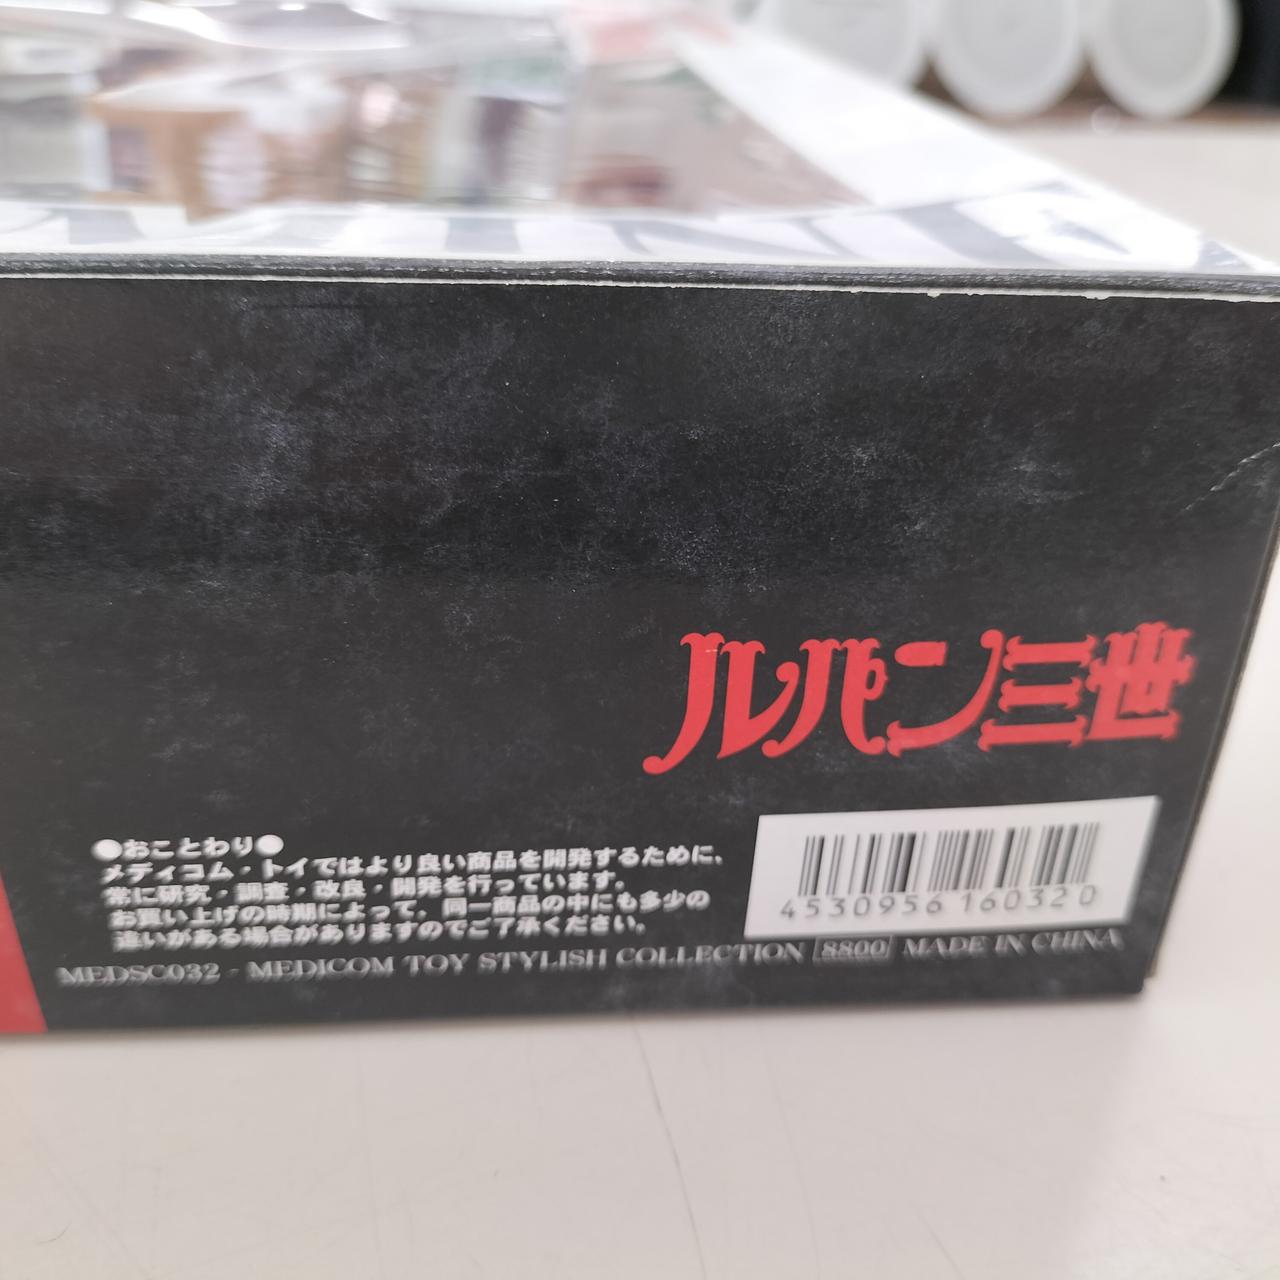 ルパン三世
●おことわり●
メディコム・トイではより良い商品を開発するために、
常に研究・調査・改良・開発を行っています。
お買い上げの時期によって、同一商品の中にも多少の
違いがある場合がありますのでご了承ください。
4530956 160320
MEDSC032 - MEDICOM TOY STYLISH COLLECTION 8800 MADE IN CHINA